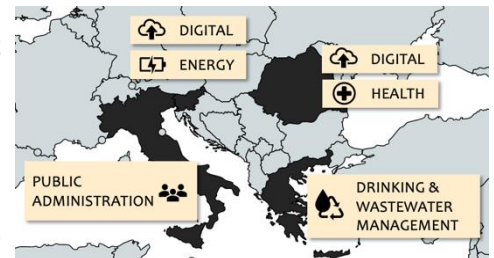 DIGITAL
ENERGY
DIGITAL
HEALTH
PUBLIC
ADMINISTRATION
DRINKING &
WASTEWATER
MANAGEMENT